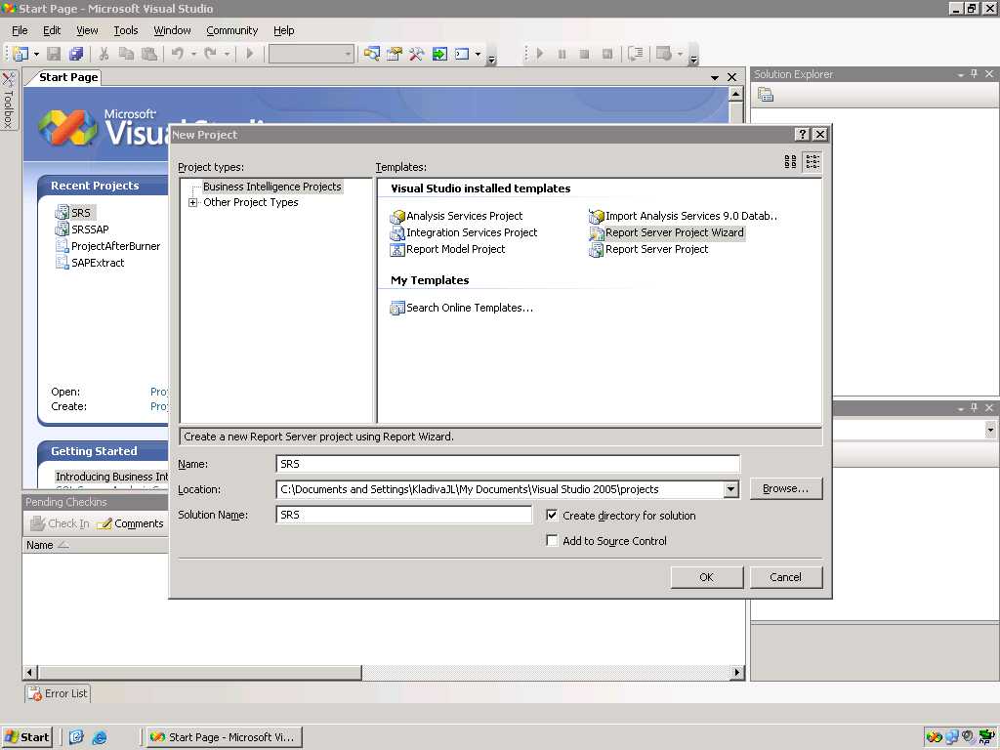 Start Page - Microsoft Visual Studio
File Edit View Tools Window Community Help
Toolbox
Start Page
Microsoft
Visual
Recent Projects
SRS
SRSSAP
ProjectAfterBurner
SAPExtract
Open:
Create:
Getting Started
Introducing Business
Pending Checkins
Check In Comments
Name
Error List
Solution Explorer
New Project
Project types:
Business Intelligence Projects
Other Project Types
Templates:
Visual Studio installed templates
Analysis Services Project
Integration Services Project
Report Model Project
Import Analysis Services 9.0 Datab..
Report Server Project Wizard
Report Server Project
My Templates
Search Online Templates...
Create a new Report Server project using Report Wizard.
Name: SRS
Location: C:\Documents and Settings\KladivaJL\My Documents\Visual Studio 2005\projects Browse...
Solution Name: SRS
Create directory for solution
Add to Source Control
OK Cancel
Start Start Page - Microsoft Vi...